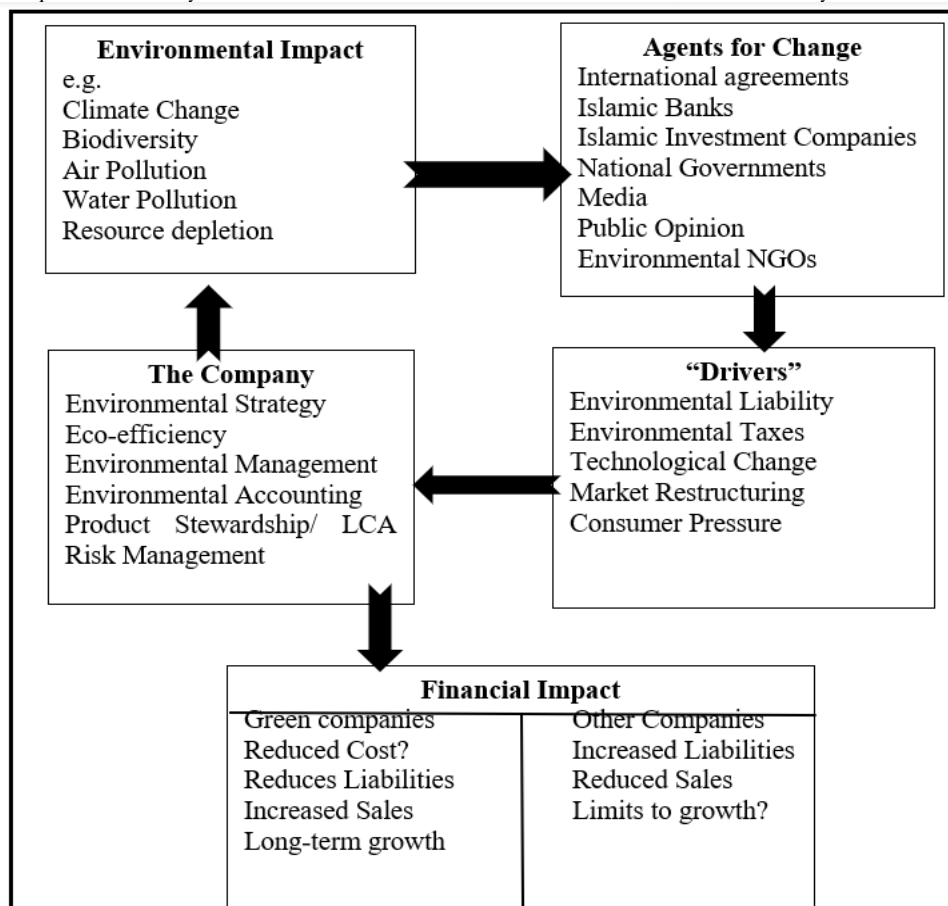 Environmental Impact
e.g.
Climate Change
Biodiversity
Air Pollution
Water Pollution
Resource depletion
Agents for Change
International agreements
Islamic Banks
Islamic Investment Companies
National Governments
Media
Public Opinion
Environmental NGOs
The Company
Environmental Strategy
Eco-efficiency
Environmental Management
Environmental Accounting
Product Stewardship/ LCA
Risk Management
“Drivers”
Environmental Liability
Environmental Taxes
Technological Change
Market Restructuring
Consumer Pressure
Financial Impact
Green companies
Reduced Cost?
Reduces Liabilities
Increased Sales
Long-term growth
Other Companies
Increased Liabilities
Reduced Sales
Limits to growth?